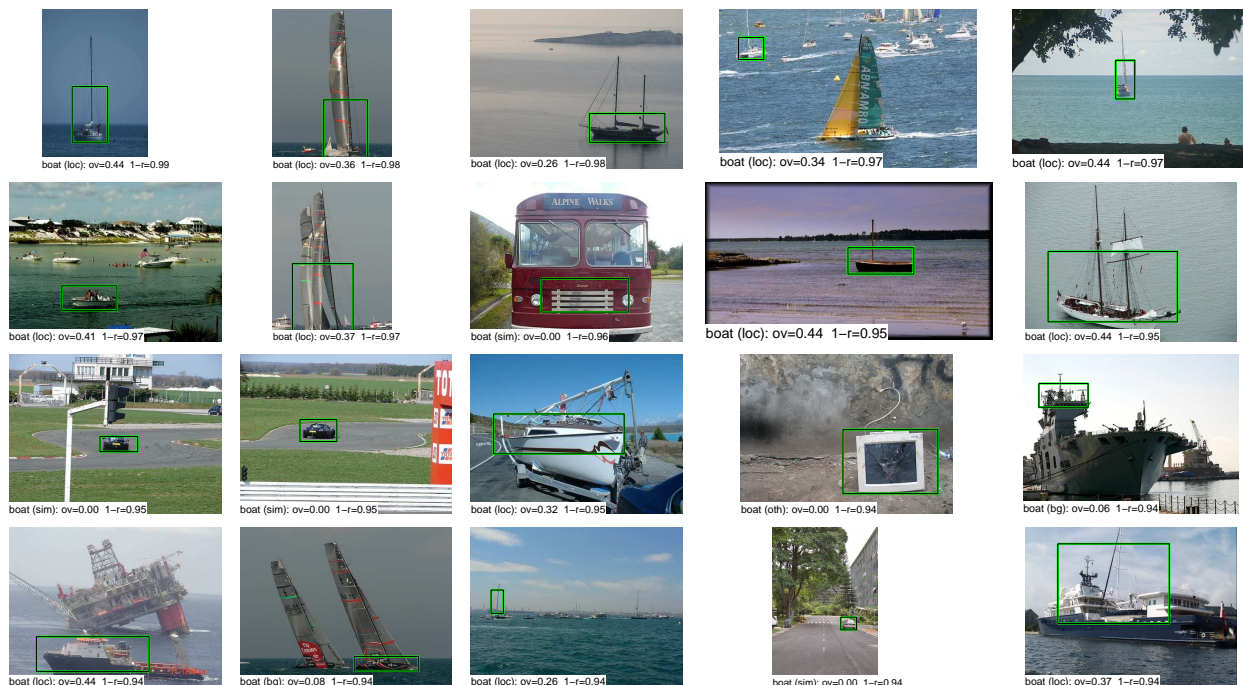 boat (loc): ov=0.44 1−r=0.99
boat (loc): ov=0.36 1−r=0.98
boat (loc): ov=0.26 1−r=0.98
ABN·AMRO
boat (loc): ov=0.34 1−r=0.97
boat (loc): ov=0.44 1−r=0.97
boat (loc): ov=0.41 1−r=0.97
boat (loc): ov=0.37 1−r=0.97
ALPINE WALKS
boat (sim): ov=0.00 1−r=0.96
boat (loc): ov=0.44 1−r=0.95
boat (loc): ov=0.44 1−r=0.95
boat (sim): ov=0.00 1−r=0.95
boat (sim): ov=0.00 1−r=0.95
boat (loc): ov=0.32 1−r=0.95
boat (oth): ov=0.00 1−r=0.94
boat (bg): ov=0.06 1−r=0.94
boat (loc): ov=0.44 1−r=0.94
boat (bg): ov=0.08 1−r=0.94
boat (loc): ov=0.26 1−r=0.94
boat (sim): ov=0.00 1−r=0.94
boat (loc): ov=0.37 1−r=0.94